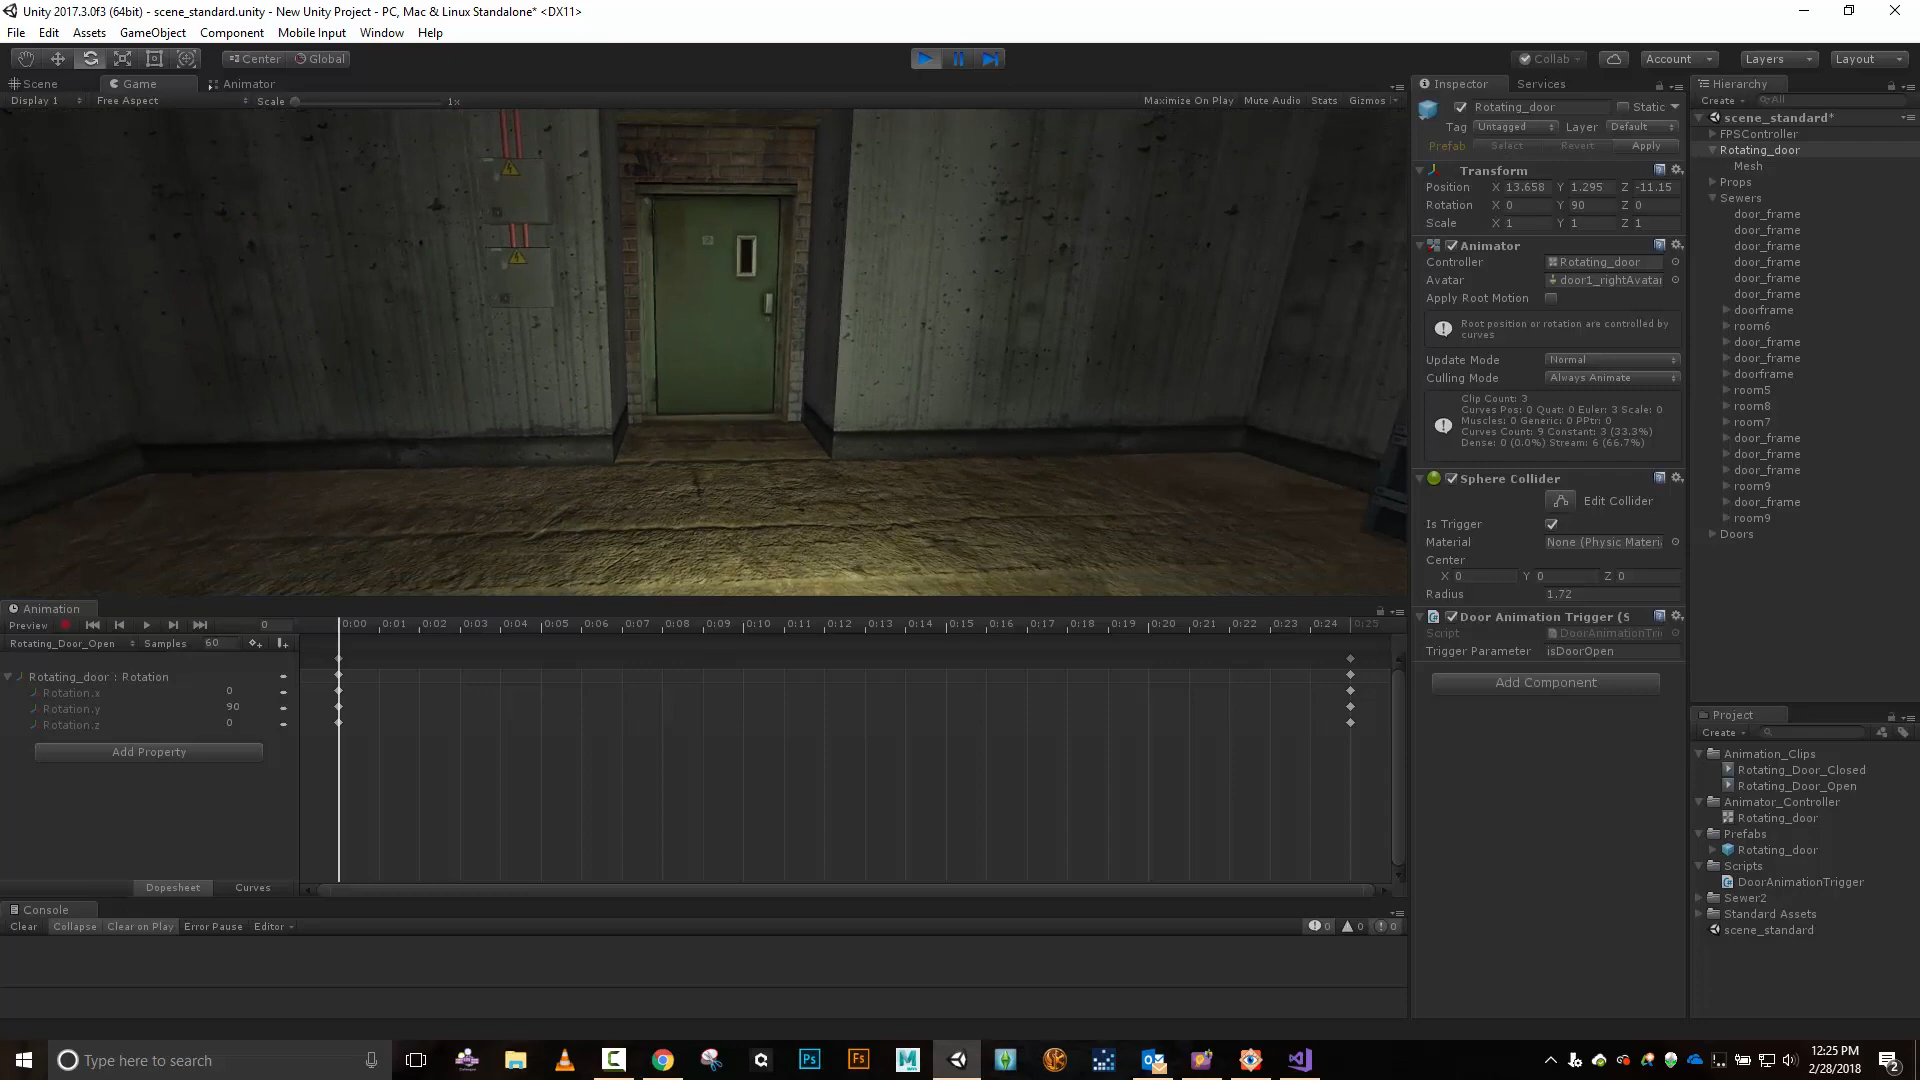 Unity 2017.3.0f3 (64bit) - scene_standard.unity - New Unity Project - PC, Mac & Linux Standalone* <DX11>
File Edit Assets GameObject Component Mobile Input Window Help
Center Global Collab Account Layers Layout
Scene Game Animator
Display 1 Free Aspect Scale 1x Maximize On Play Mute Audio Stats Gizmos
Inspector Services
Rotating_door Static
Tag Untagged Layer Default
Prefab Select Revert Apply
Transform
Position X 13.658 Y 1.295 Z -11.15
Rotation X 0 Y 90 Z 0
Scale X 1 Y 1 Z 1
Animator
Controller Rotating_door
Avatar door1_rightAvatar
Apply Root Motion
Root position or rotation are controlled by
curves
Update Mode Normal
Culling Mode Always Animate
Clip Count: 3
Curves Pos: 0 Quat: 0 Euler: 3 Scale: 0
Muscles: 0 Generic: 0 PPtr: 0
Curves Count: 9 Constant: 3 (33.3%)
Dense: 0 (0.0%) Stream: 6 (66.7%)
Sphere Collider
Edit Collider
Is Trigger
Material None (Physic Materi
Center
X 0 Y 0 Z 0
Radius 1.72
Door Animation Trigger (S
Script DoorAnimationTri
Trigger Parameter isDoorOpen
Add Component
Hierarchy
Create All
scene_standard*
FPSController
Rotating_door
Mesh
Props
Sewers
door_frame
door_frame
door_frame
door_frame
door_frame
door_frame
doorframe
room6
door_frame
door_frame
doorframe
room5
room8
room7
door_frame
door_frame
door_frame
room9
door_frame
room9
Doors
Project
Create
Animation_Clips
Rotating_Door_Closed
Rotating_Door_Open
Animator_Controller
Rotating_door
Prefabs
Rotating_door
Scripts
DoorAnimationTrigger
Sewer2
Standard Assets
scene_standard
Animation
Preview 0 0:00 0:01 0:02 0:03 0:04 0:05 0:06 0:07 0:08 0:09 0:10 0:11 0:12 0:13 0:14 0:15 0:16 0:17 0:18 0:19 0:20 0:21 0:22 0:23 0:24 0:25
Rotating_Door_Open Samples 60
Rotating_door : Rotation
Rotation.x 0
Rotation.y 90
Rotation.z 0
Add Property
Dopesheet Curves
Console
Clear Collapse Clear on Play Error Pause Editor 0 0 0
Type here to search
Ps Fs M
12:25 PM
2/28/2018
2